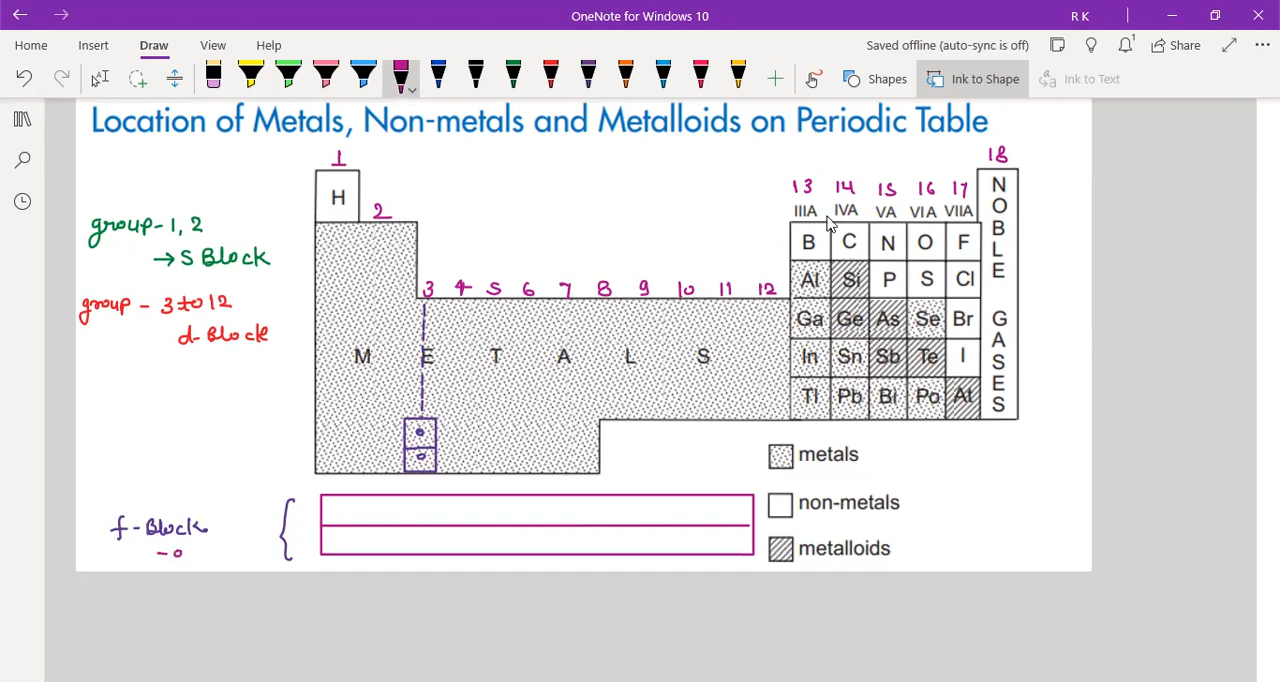 OneNote for Windows 10
R K
Home Insert Draw View Help
Saved offline (auto-sync is off)
1
Share
Shapes
Ink to Shape
Ink to Text
Location of Metals, Non-metals and Metalloids on Periodic Table
1
18
H
2
13 14 15 16 17
IIIA IVA VA VIA VIIA
NOBLE GASES
group-1, 2
→ S Block
B C N O F
Al Si P S Cl
3 4 5 6 7 8 9 10 11 12
group - 3 to 12
d-Block
Ga Ge As Se Br
M E T A L S
In Sn Sb Te I
Tl Pb Bi Po At
metals
non-metals
metalloids
f-Block